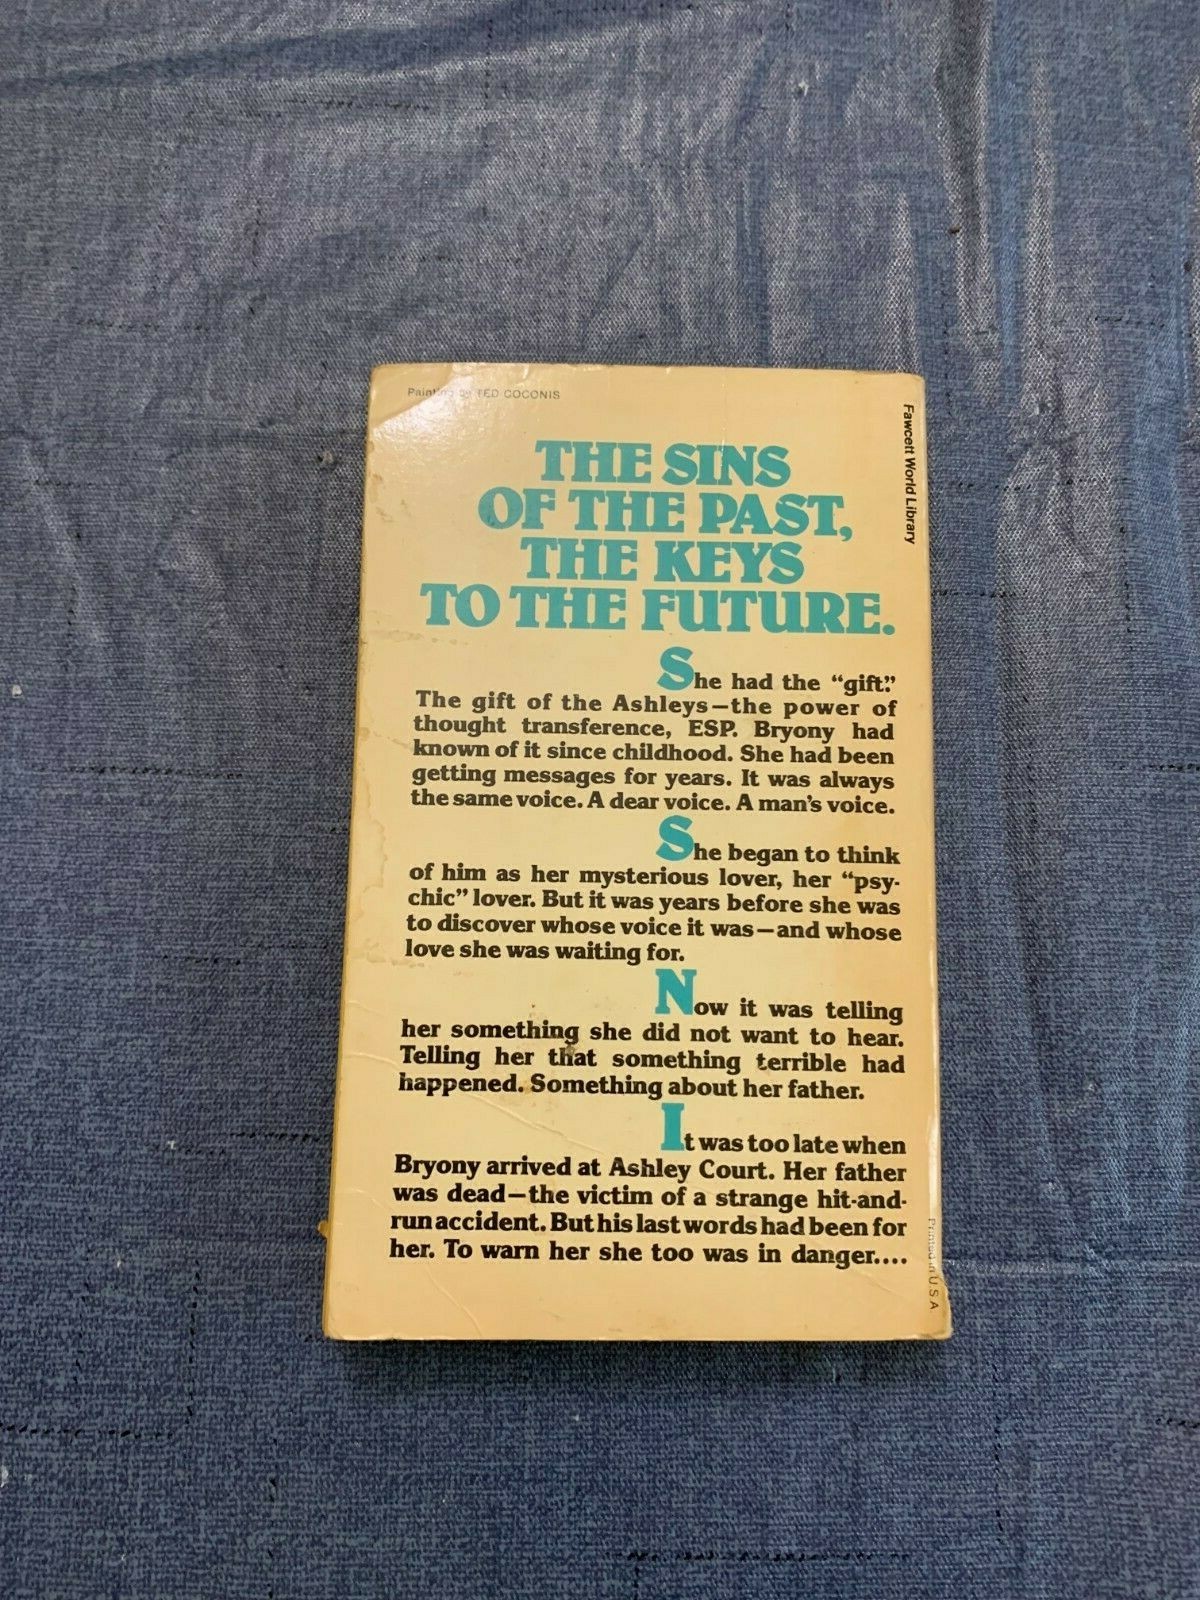 Painting by TED COCONIS
Fawcett World Library
THE SINS
OF THE PAST,
THE KEYS
TO THE FUTURE.
She had the “gift.”
The gift of the Ashleys—the power of
thought transference, ESP. Bryony had
known of it since childhood. She had been
getting messages for years. It was always
the same voice. A dear voice. A man's voice.
She began to think
of him as her mysterious lover, her “psy-
chic” lover. But it was years before she was
to discover whose voice it was—and whose
love she was waiting for.
Now it was telling
her something she did not want to hear.
Telling her that something terrible had
happened. Something about her father.
It was too late when
Bryony arrived at Ashley Court. Her father
was dead—the victim of a strange hit-and-
run accident. But his last words had been for
her. To warn her she too was in danger....
Printed in U.S.A.